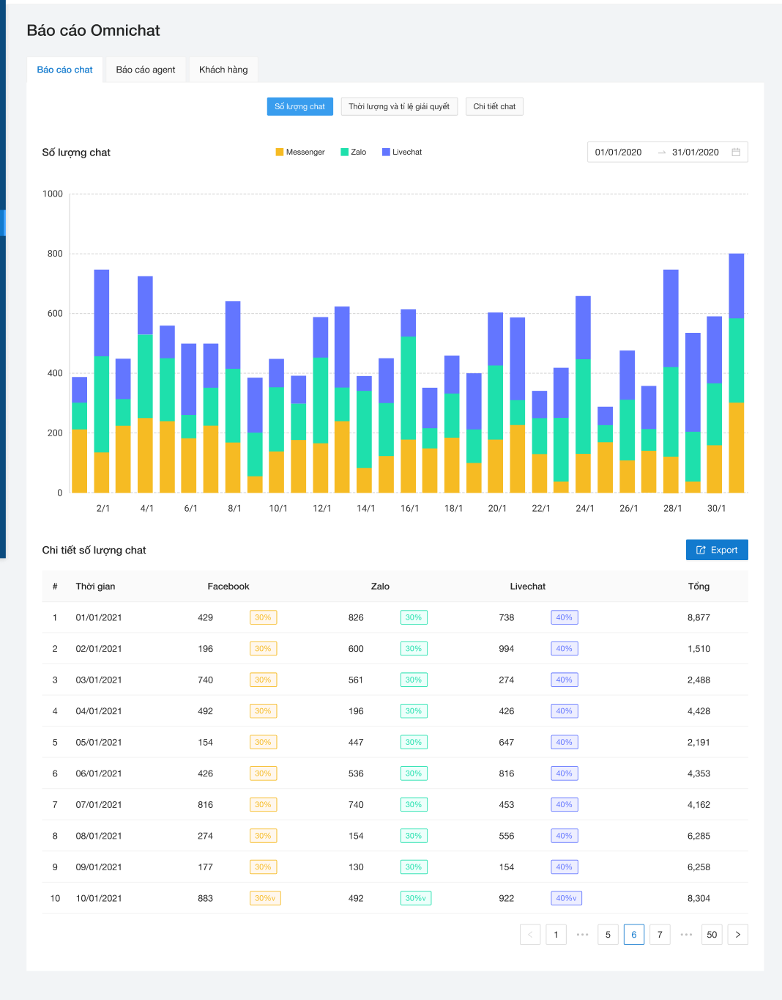 Báo cáo Omnichat
Báo cáo chat Báo cáo agent Khách hàng
Số lượng chat Thời lượng và tỉ lệ giải quyết Chi tiết chat
Số lượng chat Messenger Zalo Livechat 01/01/2020 31/01/2020
1000
800
600
400
200
0
2/1 4/1 6/1 8/1 10/1 12/1 14/1 16/1 18/1 20/1 22/1 24/1 26/1 28/1 30/1
Chi tiết số lượng chat Export
# Thời gian Facebook Zalo Livechat Tổng
1 01/01/2021 429 30% 826 30% 738 40% 8,877
2 02/01/2021 196 30% 600 30% 994 40% 1,510
3 03/01/2021 740 30% 561 30% 274 40% 2,488
4 04/01/2021 492 30% 196 30% 426 40% 4,428
5 05/01/2021 154 30% 447 30% 647 40% 2,191
6 06/01/2021 426 30% 536 30% 816 40% 4,353
7 07/01/2021 816 30% 740 30% 453 40% 4,162
8 08/01/2021 274 30% 154 30% 556 40% 6,285
9 09/01/2021 177 30% 130 30% 154 40% 6,258
10 10/01/2021 883 30%v 492 30%v 922 40%v 8,304
< 1 ••• 5 6 7 ••• 50 >